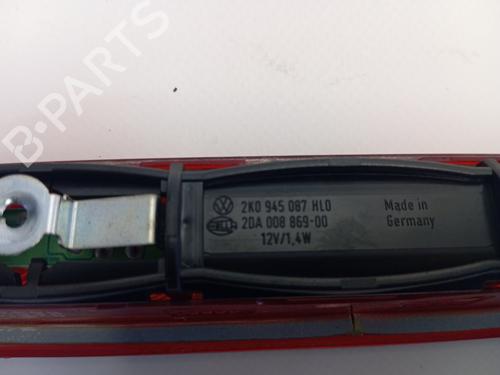 B-PARTS
2K0 945 087 HL0
2DA 008 869-00
12V/1,4W
Made in
Germany